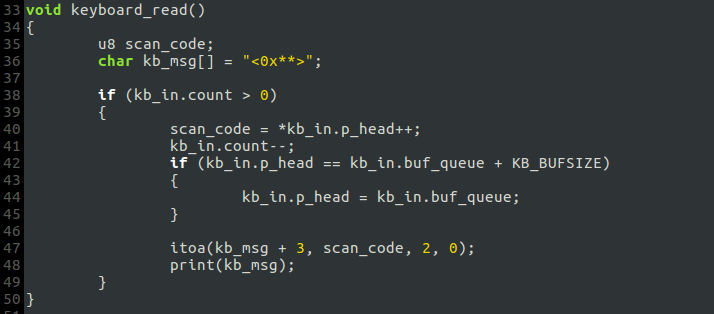 33 void keyboard_read()
34 {
35         u8 scan_code;
36         char kb_msg[] = "<0x**>";
37
38         if (kb_in.count > 0)
39         {
40                 scan_code = *kb_in.p_head++;
41                 kb_in.count--;
42                 if (kb_in.p_head == kb_in.buf_queue + KB_BUFSIZE)
43                 {
44                         kb_in.p_head = kb_in.buf_queue;
45                 }
46
47                 itoa(kb_msg + 3, scan_code, 2, 0);
48                 print(kb_msg);
49         }
50 }